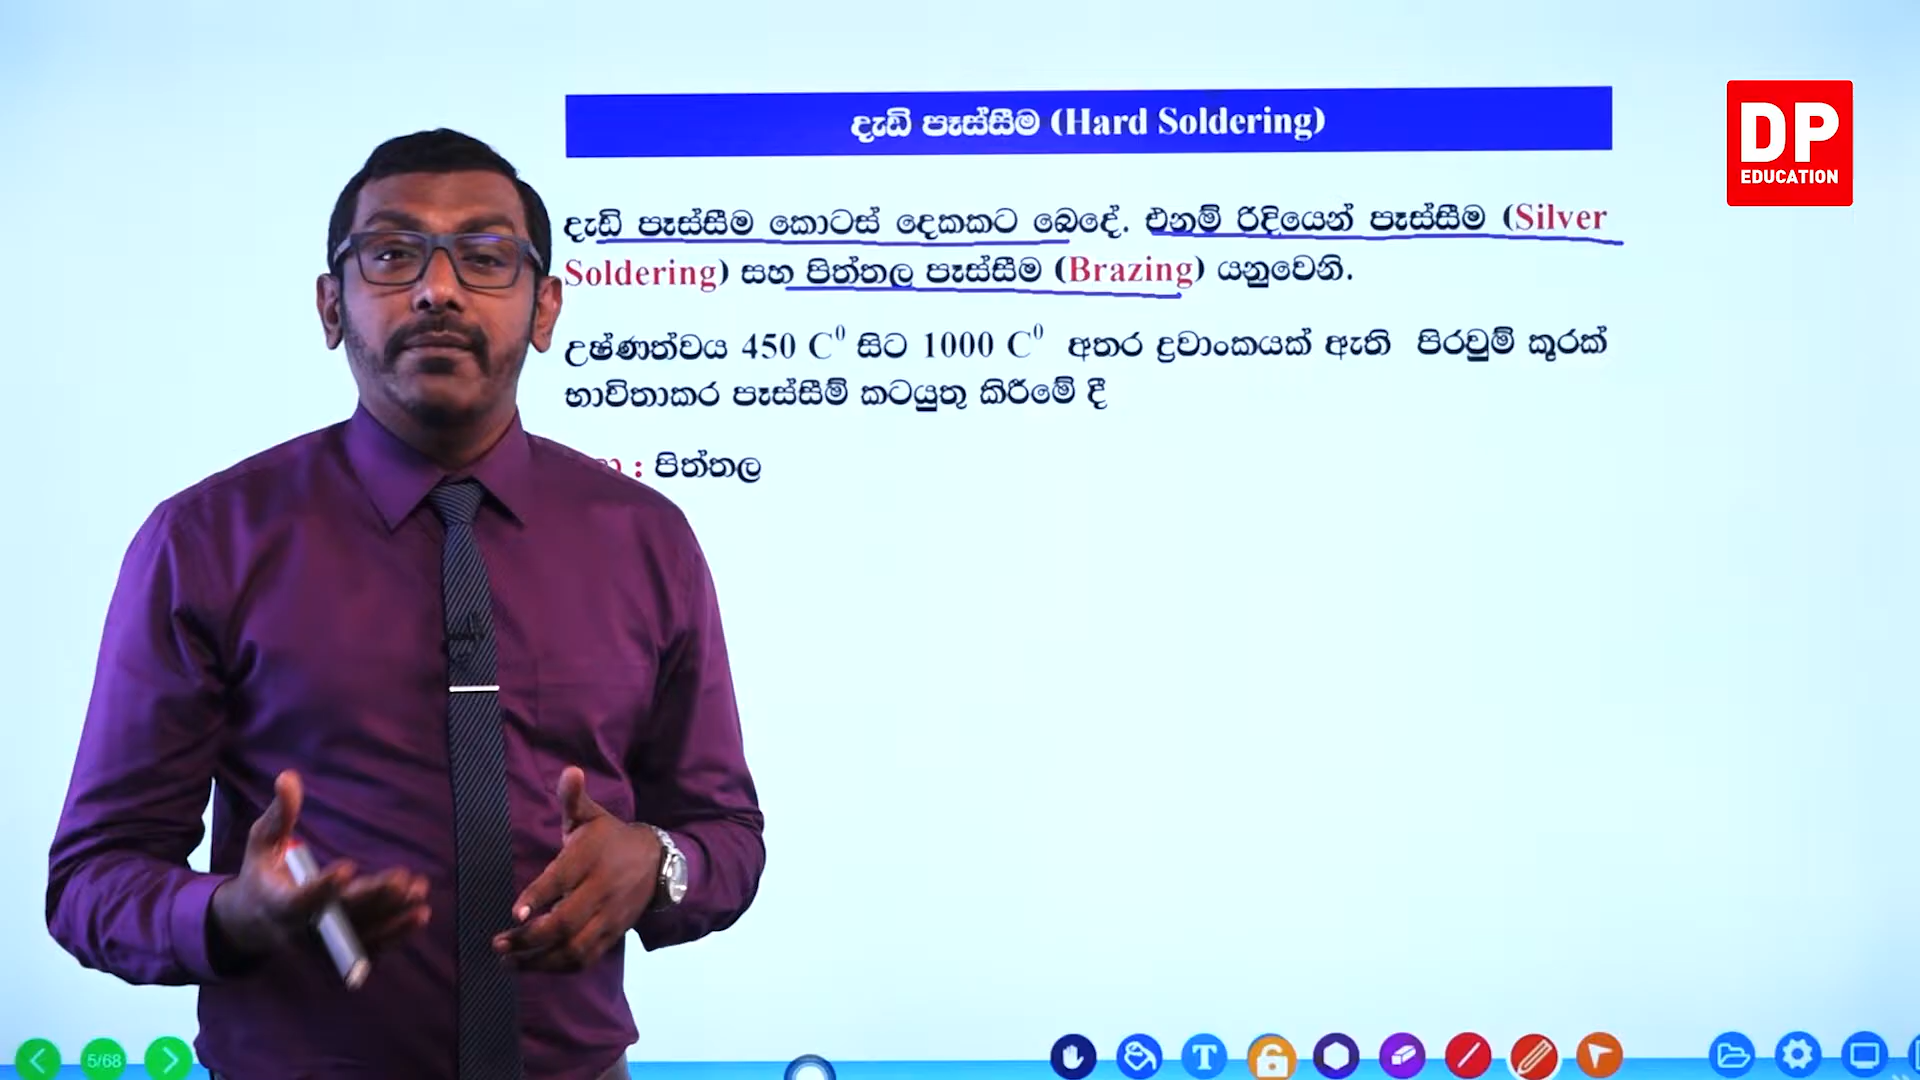 දැඩි පෑස්සීම (Hard Soldering)
DP
EDUCATION
දැඩි පෑස්සීම කොටස් දෙකකට බෙදේ. එනම් රිදියෙන් පෑස්සීම (Silver
Soldering) සහ පිත්තල පෑස්සීම (Brazing) යනුවෙනි.
උෂ්ණත්වය 450 C⁰ සිට 1000 C⁰ අතර ද්‍රවාංකයක් ඇති පිරවුම් කූරක්
භාවිතාකර පෑස්සීම් කටයුතු කිරීමේ දී
: පිත්තල
5/68
T